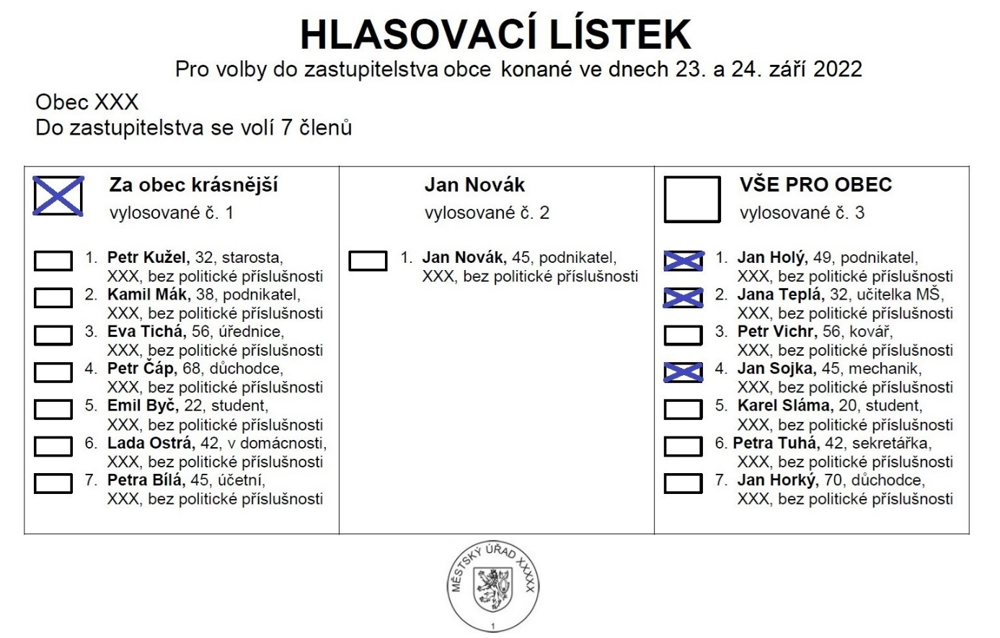 HLASOVACÍ LÍSTEK
Pro volby do zastupitelstva obce konané ve dnech 23. a 24. září 2022
Obec XXX
Do zastupitelstva se volí 7 členů
Za obec krásnější
vylosované č. 1
1. Petr Kužel, 32, starosta,
XXX, bez politické příslušnosti
2. Kamil Mák, 38, podnikatel,
XXX, bez politické příslušnosti
3. Eva Tichá, 56, úřednice,
XXX, bez politické příslušnosti
4. Petr Čáp, 68, důchodce,
XXX, bez politické příslušnosti
5. Emil Byč, 22, student,
XXX, bez politické příslušnosti
6. Lada Ostrá, 42, v domácnosti,
XXX, bez politické příslušnosti
7. Petra Bílá, 45, účetní,
XXX, bez politické příslušnosti
Jan Novák
vylosované č. 2
1. Jan Novák, 45, podnikatel,
XXX, bez politické příslušnosti
VŠE PRO OBEC
vylosované č. 3
1. Jan Holý, 49, podnikatel,
XXX, bez politické příslušnosti
2. Jana Teplá, 32, učitelka MŠ,
XXX, bez politické příslušnosti
3. Petr Vichr, 56, kovář,
XXX, bez politické příslušnosti
4. Jan Sojka, 45, mechanik,
XXX, bez politické příslušnosti
5. Karel Sláma, 20, student,
XXX, bez politické příslušnosti
6. Petra Tuhá, 42, sekretářka,
XXX, bez politické příslušnosti
7. Jan Horký, 70, důchodce,
XXX, bez politické příslušnosti
MĚSTSKÝ ÚŘAD XXXXX
1